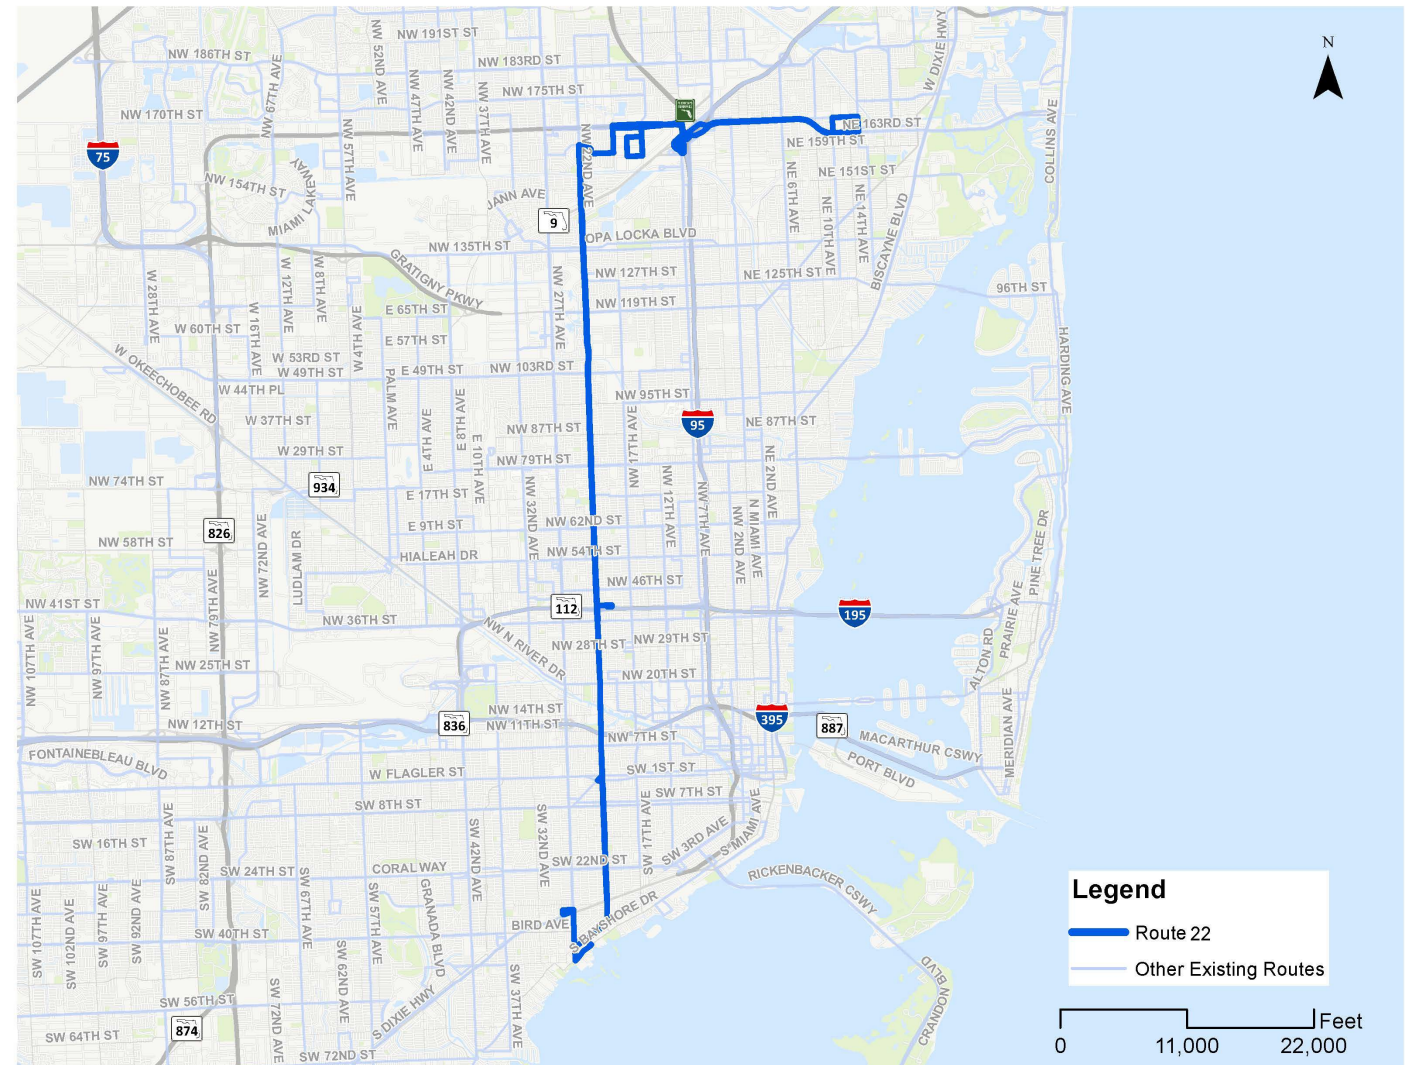 N
NW 191ST ST
NW 186TH ST
NW 183RD ST
NW 175TH ST
NW 170TH ST
NW 67TH AVE
NW 52ND AVE
NW 47TH AVE
NW 42ND AVE
NW 37TH AVE
NW 57TH AVE
NW 22ND AVE
W DIXIE HWY
COLLINS AVE
NE 163RD ST
NE 159TH ST
NE 151ST ST
75
NW 154TH ST
MIAMI LAKEWAY
JANN AVE
9
OPA LOCKA BLVD
NW 135TH ST
GRATIGNY PKWY
NE 6TH AVE
NE 10TH AVE
NE 14TH AVE
BISCAYNE BLVD
NW 127TH ST
NE 125TH ST
NW 119TH ST
96TH ST
W 28TH AVE
W 16TH AVE
W 12TH AVE
W 8TH AVE
W 4TH AVE
NW 27TH AVE
E 65TH ST
W 60TH ST
E 57TH ST
W 53RD ST
W 49TH ST
E 49TH ST
NW 103RD ST
W 44TH PL
W OKEECHOBEE RD
PALM AVE
NW 95TH ST
HARDING AVE
W 37TH ST
E 4TH AVE
E 8TH AVE
E 10TH AVE
NW 87TH ST
NW 17TH AVE
95
NE 87TH ST
W 29TH ST
NW 79TH ST
NE 2ND AVE
NW 74TH ST
934
E 17TH ST
NW 32ND AVE
NW 12TH AVE
NW 7TH AVE
NW 2ND AVE
N MIAMI AVE
826
E 9TH ST
NW 62ND ST
NW 58TH ST
NW 72ND AVE
LUDLAM DR
HIALEAH DR
NW 54TH ST
PINE TREE DR
NW 46TH ST
NW 41ST ST
NW 79TH AVE
NW 36TH ST
112
195
PRAIRIE AVE
NW 107TH AVE
NW 97TH AVE
NW 87TH AVE
NW 25TH ST
NW N RIVER DR
NW 28TH ST
NW 29TH ST
ALTON RD
NW 20TH ST
NW 12TH ST
836
NW 14TH ST
NW 11TH ST
NW 7TH ST
395
887
MACARTHUR CSWY
PORT BLVD
MERIDIAN AVE
FONTAINEBLEAU BLVD
W FLAGLER ST
SW 1ST ST
SW 8TH ST
SW 7TH ST
SW 16TH ST
SW 87TH AVE
SW 82ND AVE
SW 42ND AVE
SW 32ND AVE
SW 17TH AVE
SW 3RD AVE
S MIAMI AVE
SW 24TH ST
CORAL WAY
SW 22ND ST
RICKENBACKER CSWY
SW 107TH AVE
SW 102ND AVE
SW 97TH AVE
SW 92ND AVE
SW 67TH AVE
SW 57TH AVE
GRANADA BLVD
BIRD AVE
S BAYSHORE DR
SW 40TH ST
SW 62ND AVE
SW 72ND AVE
SW 37TH AVE
CRANDON BLVD
SW 56TH ST
874
S DIXIE HWY
SW 64TH ST
SW 72ND ST
Legend
Route 22
Other Existing Routes
Feet
0 11,000 22,000